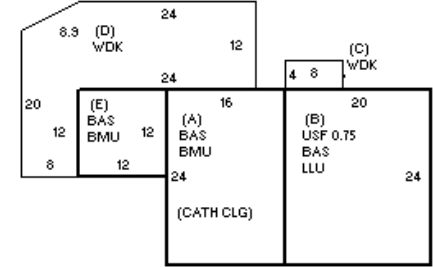 24
8.9 (D)
WDK
12
(C)
WDK
24
4 8
20
(E)
BAS
BMU
12
12
8
12
16
(A)
BAS
BMU
24
(CATH CLG)
20
(B)
USF 0.75
BAS
LLU
24